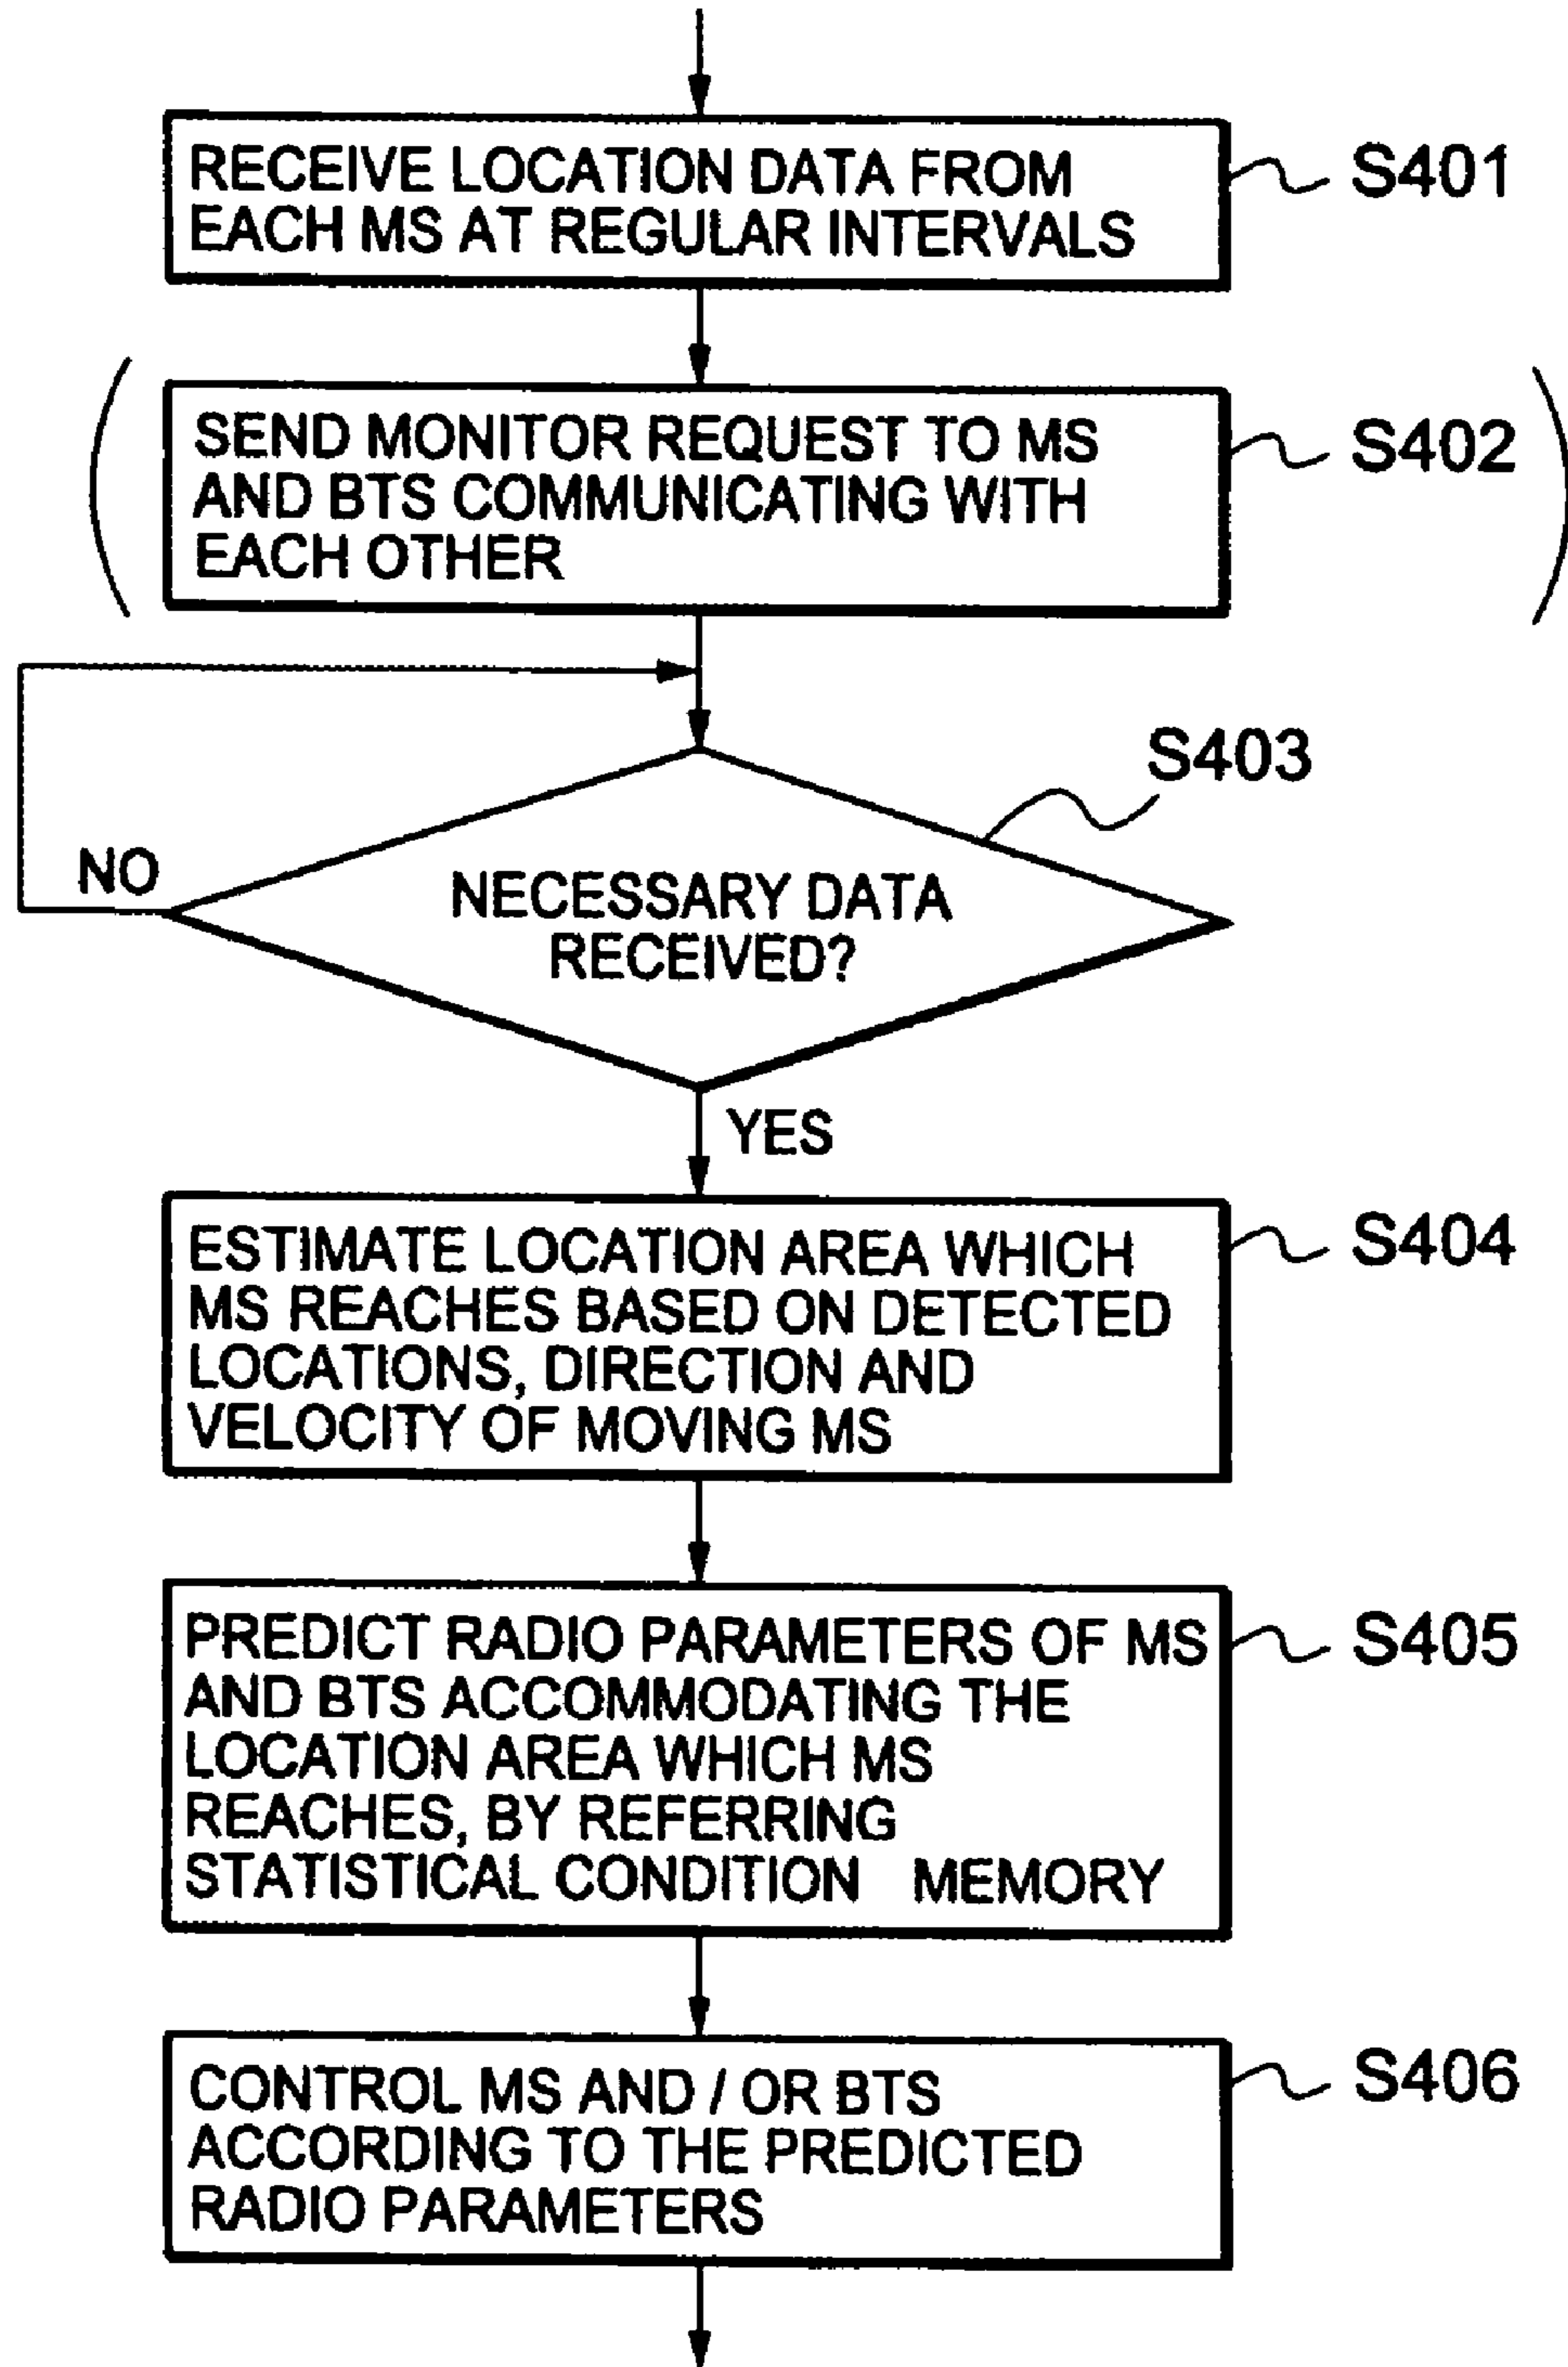 RECEIVE LOCATION DATA FROM
EACH MS AT REGULAR INTERVALS
S401
SEND MONITOR REQUEST TO MS
AND BTS COMMUNICATING WITH
EACH OTHER
S402
S403
NO
NECESSARY DATA
RECEIVED?
YES
ESTIMATE LOCATION AREA WHICH
MS REACHES BASED ON DETECTED
LOCATIONS, DIRECTION AND
VELOCITY OF MOVING MS
S404
PREDICT RADIO PARAMETERS OF MS
AND BTS ACCOMMODATING THE
LOCATION AREA WHICH MS
REACHES, BY REFERRING
STATISTICAL CONDITION MEMORY
S405
CONTROL MS AND / OR BTS
ACCORDING TO THE PREDICTED
RADIO PARAMETERS
S406